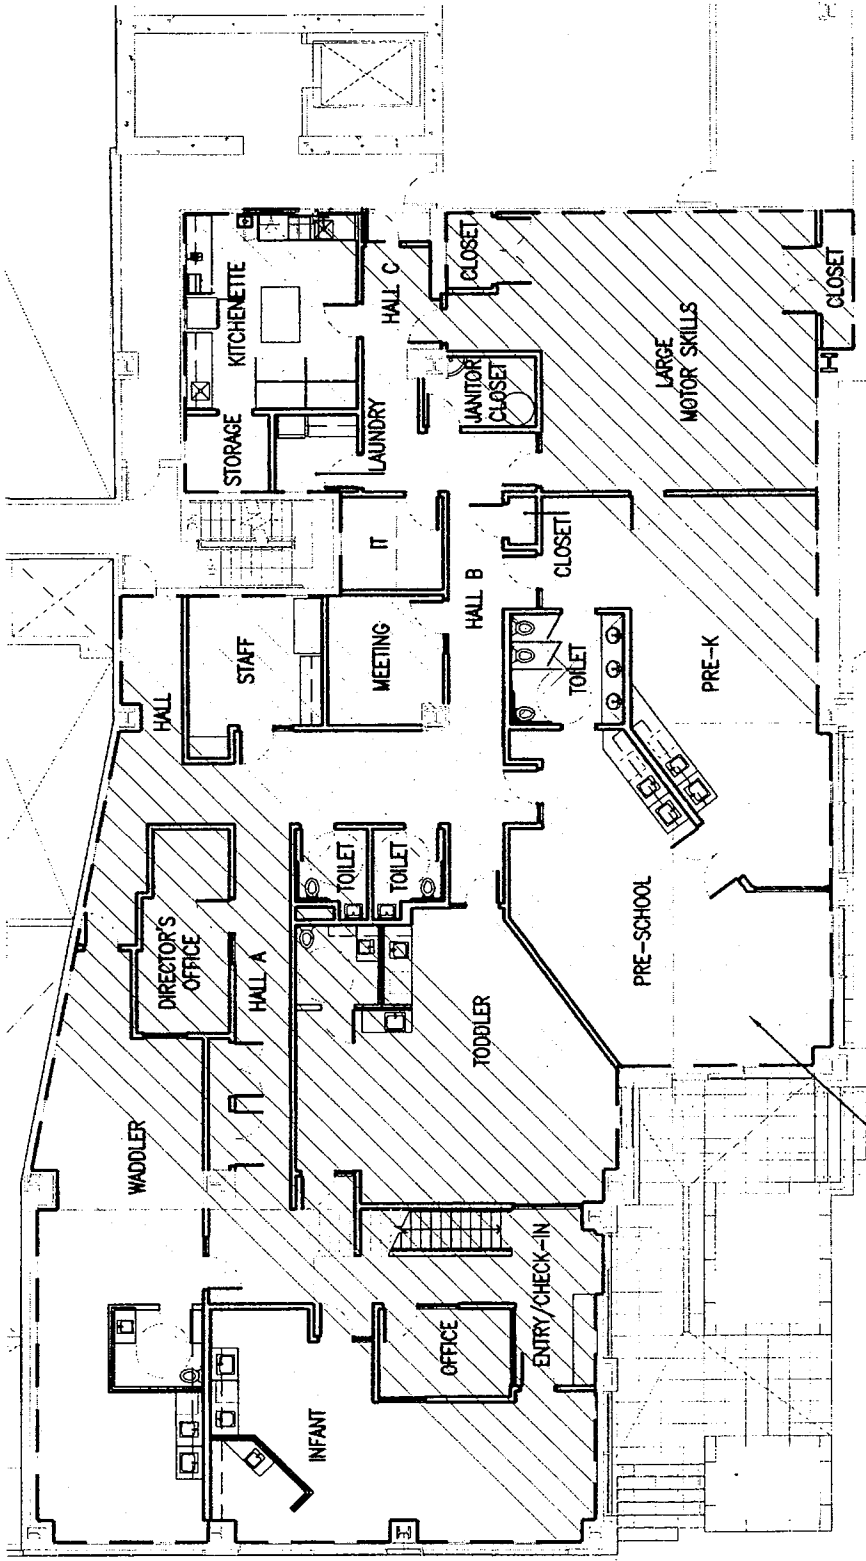 KITCHENETTE
HALL C
CLOSET
CLOSET
STORAGE
LAUNDRY
JANITOR
CLOSET
LARGE
MOTOR SKILLS
IT
HALL B
CLOSET
HALL
STAFF
MEETING
TOILET
PRE-K
DIRECTOR'S
OFFICE
HALL A
TOILET
TOILET
PRE-SCHOOL
WADDLER
TODDLER
INFANT
OFFICE
ENTRY/CHECK-IN